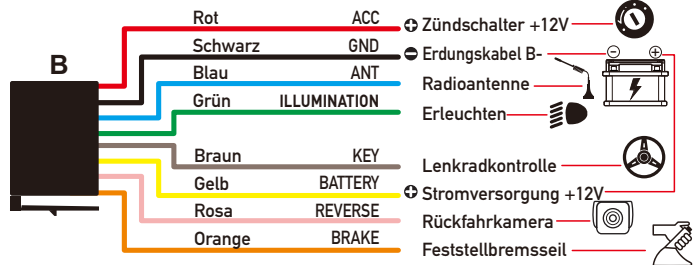 B
Rot ACC ⊕ Zündschalter +12V
Schwarz GND ⊖ Erdungskabel B-
Blau ANT Radioantenne
Grün ILLUMINATION Erleuchten
Braun KEY Lenkradkontrolle
Gelb BATTERY ⊕ Stromversorgung +12V
Rosa REVERSE Rückfahrkamera
Orange BRAKE Feststellbremsseil